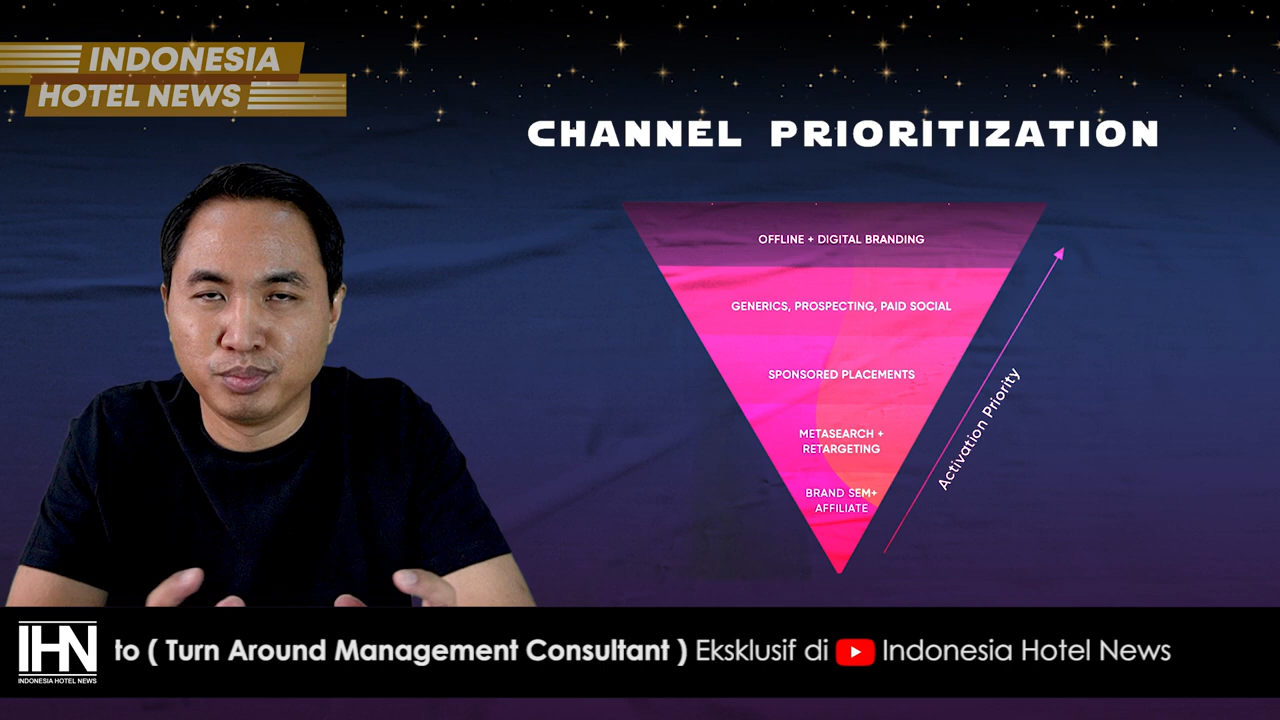 INDONESIA
HOTEL NEWS
CHANNEL PRIORITIZATION
OFFLINE + DIGITAL BRANDING
GENERICS, PROSPECTING, PAID SOCIAL
SPONSORED PLACEMENTS
METASEARCH +
RETARGETING
BRAND SEM+
AFFILIATE
Activation Priority
IHN
INDONESIA HOTEL NEWS
to ( Turn Around Management Consultant ) Eksklusif di Indonesia Hotel News